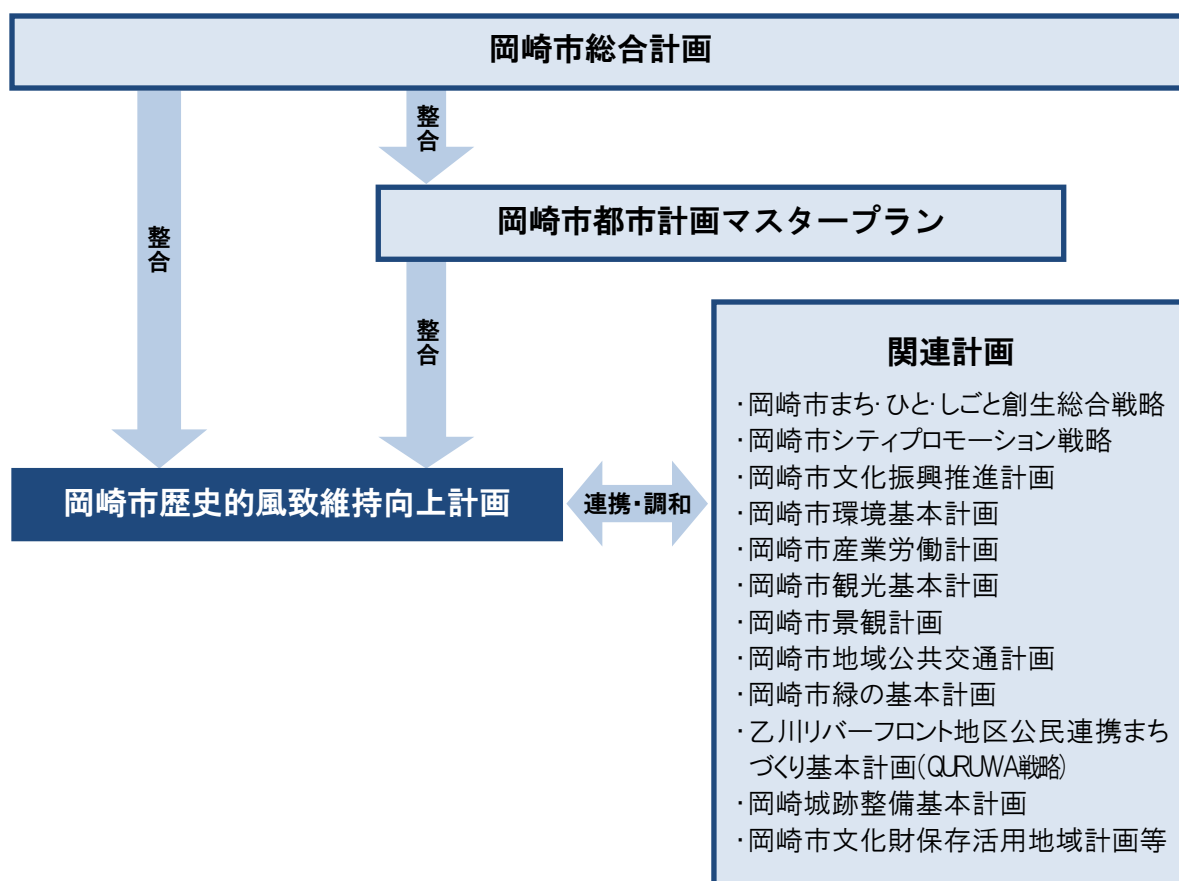 岡崎市総合計画
整合
岡崎市都市計画マスタープラン
整合
整合
関連計画
・岡崎市まち・ひと・しごと創生総合戦略
・岡崎市シティプロモーション戦略
・岡崎市文化振興推進計画
・岡崎市環境基本計画
・岡崎市産業労働計画
・岡崎市観光基本計画
・岡崎市景観計画
・岡崎市地域公共交通計画
・岡崎市緑の基本計画
・乙川リバーフロント地区公民連携まち
づくり基本計画(QURUWA戦略)
・岡崎城跡整備基本計画
・岡崎市文化財保存活用地域計画等
岡崎市歴史的風致維持向上計画
連携・調和